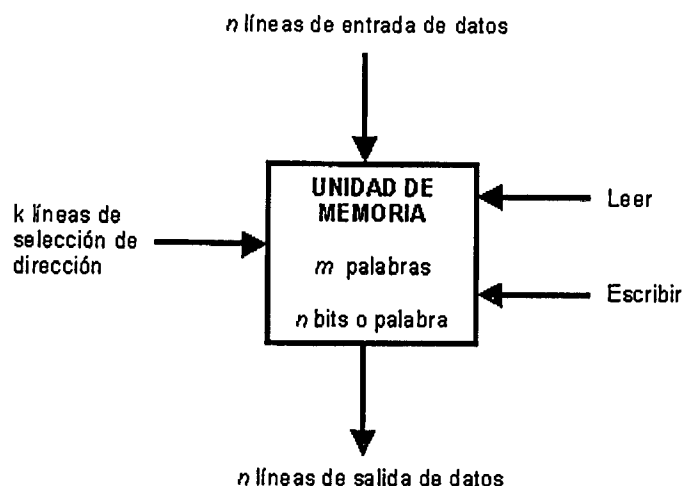 n líneas de entrada de datos
UNIDAD DE
MEMORIA
m palabras
n bits o palabra
k líneas de
selección de
dirección
Leer
Escribir
n líneas de salida de datos